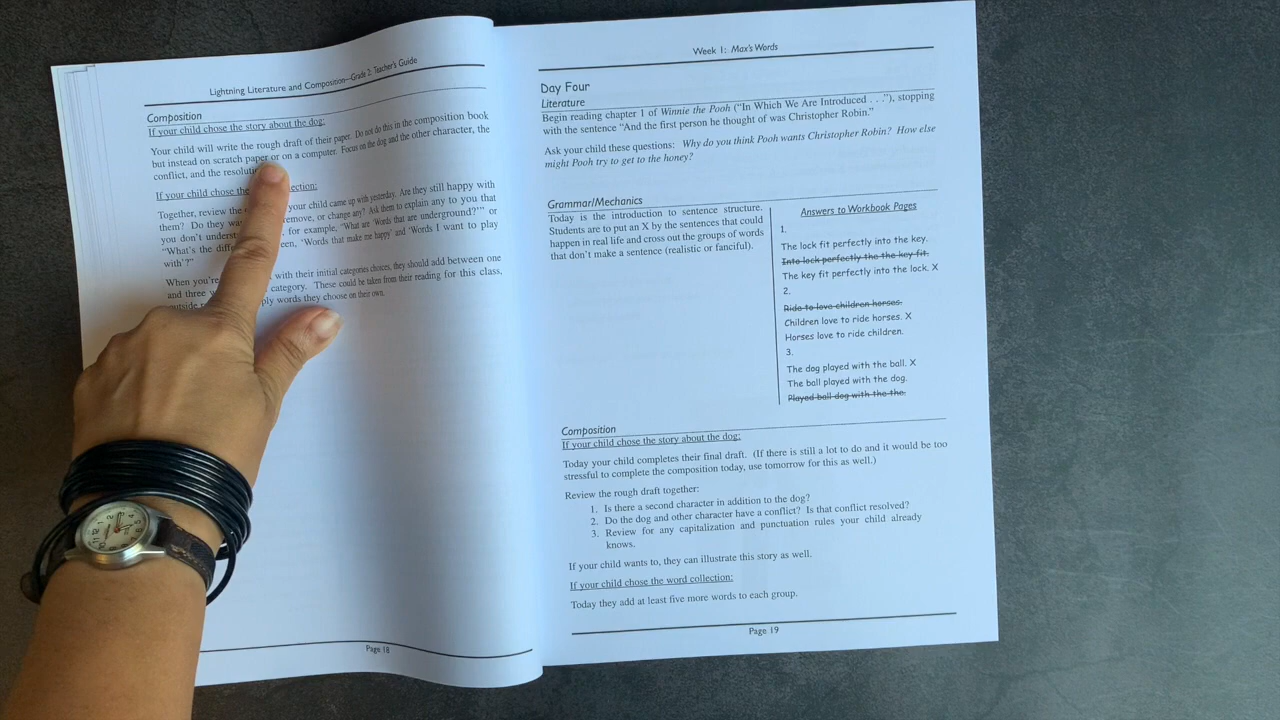 Lightning Literature and Composition—Grade 2: Teacher's Guide
Composition
If your child chose the story about the dog:
Your child will write the rough draft of their paper. Do not do this in the composition book
but instead on scratch paper or on a computer. Focus on the dog and the other character, the
conflict, and the
If your child chose the
Together, review the your child came up with yesterday. Are they still happy with
them? Do they remove, or change any? Ask them to explain any to you that
you don't for example, "What are 'Words that are underground?'" or
"What's the 'Words that make me happy' and 'Words I want to play
with'?"
When you're with their initial categories choices, they should add between one
and three category. These could be taken from their reading for this class,
outside words they choose on their own.
Page 18
Week 1: Max's Words
Day Four
Literature
Begin reading chapter 1 of Winnie the Pooh ("In Which We Are Introduced . . ."), stopping
with the sentence "And the first person he thought of was Christopher Robin."
Ask your child these questions: Why do you think Pooh wants Christopher Robin? How else
might Pooh try to get to the honey?
Grammar/Mechanics
Today is the introduction to sentence structure.
Students are to put an X by the sentences that could
happen in real life and cross out the groups of words
that don't make a sentence (realistic or fanciful).
Answers to Workbook Pages
1.
The lock fit perfectly into the key.
Into lock perfectly the the key fit.
The key fit perfectly into the lock. X
2.
Ride to love children horses.
Children love to ride horses. X
Horses love to ride children.
3.
The dog played with the ball. X
The ball played with the dog.
Played ball dog with the the.
Composition
If your child chose the story about the dog:
Today your child completes their final draft. (If there is still a lot to do and it would be too
stressful to complete the composition today, use tomorrow for this as well.)
Review the rough draft together:
1. Is there a second character in addition to the dog?
2. Do the dog and other character have a conflict? Is that conflict resolved?
3. Review for any capitalization and punctuation rules your child already
knows.
If your child wants to, they can illustrate this story as well.
If your child chose the word collection:
Today they add at least five more words to each group.
Page 19